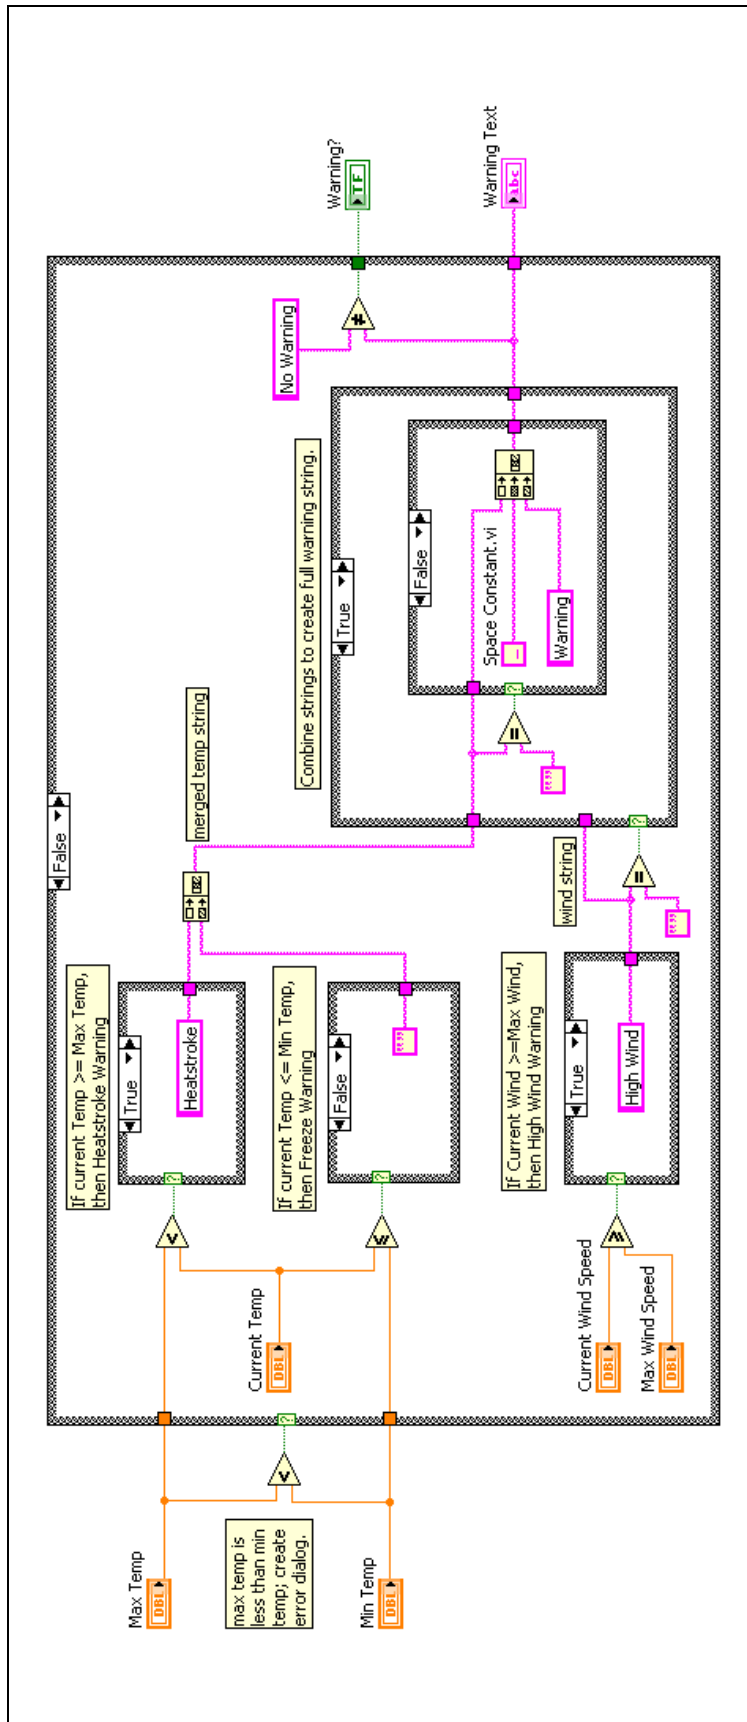 Max Temp
DBL
max temp is
less than min
temp; create
error dialog.
Min Temp
DBL
False
If current Temp >= Max Temp,
then Heatstroke Warning
True
Heatstroke
merged temp string
Current Temp
DBL
If current Temp <= Min Temp,
then Freeze Warning
False
If Current Wind >=Max Wind,
then High Wind Warning
True
High Wind
Current Wind Speed
DBL
Max Wind Speed
DBL
wind string
Combine strings to create full warning string.
True
False
Space Constant.vi
Warning
No Warning
Warning?
TF
Warning Text
abc